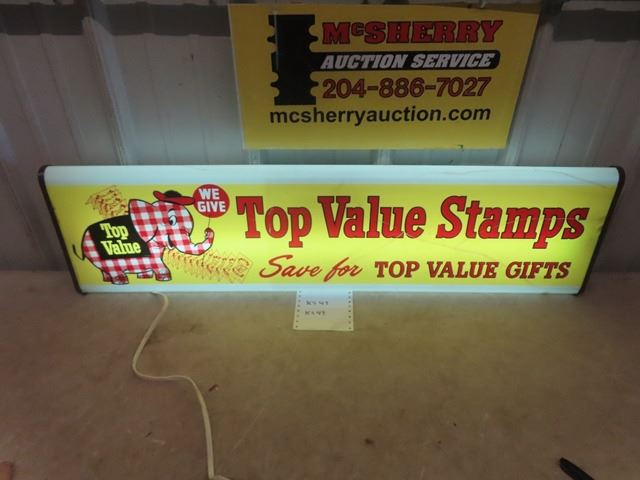 McSHERRY
AUCTION SERVICE
204-886-7027
mcsherryauction.com
WE
GIVE
Top Value Stamps
Top
Value
Save for TOP VALUE GIFTS